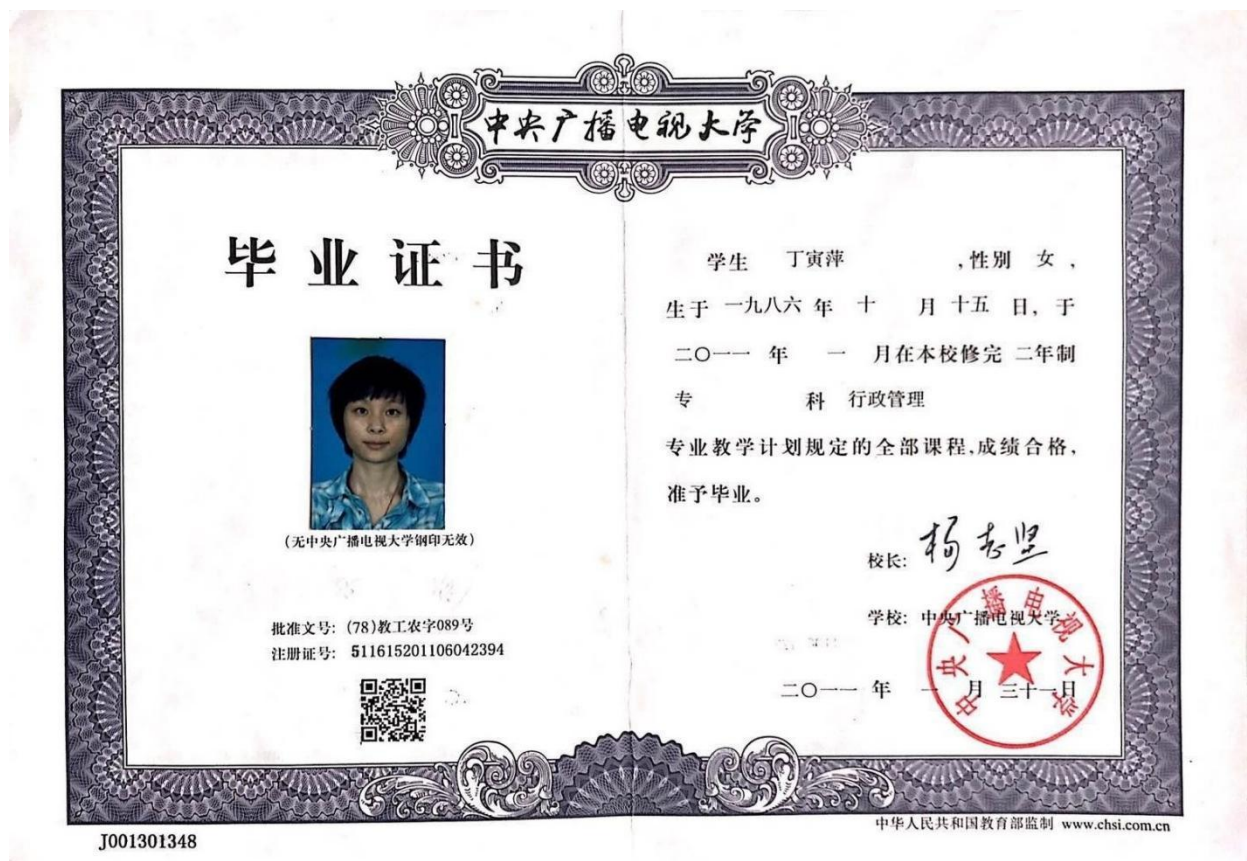 中央广播电视大学
毕业证书
(无中央广播电视大学钢印无效)
批准文号: (78)教工农字089号
注册证号: 511615201106042394
J001301348
学生 丁寅萍 ,性别 女 ,
生于 一九八六 年 十 月 十五 日, 于
二〇一一 年 一 月在本校修完 二年制
专 科 行政管理
专业教学计划规定的全部课程,成绩合格,
准予毕业。
校长: 杨志坚
学校: 中央广播电视大学
二〇一一 年 一 月 三十一日
中央广播电视大学
中华人民共和国教育部监制 www.chsi.com.cn